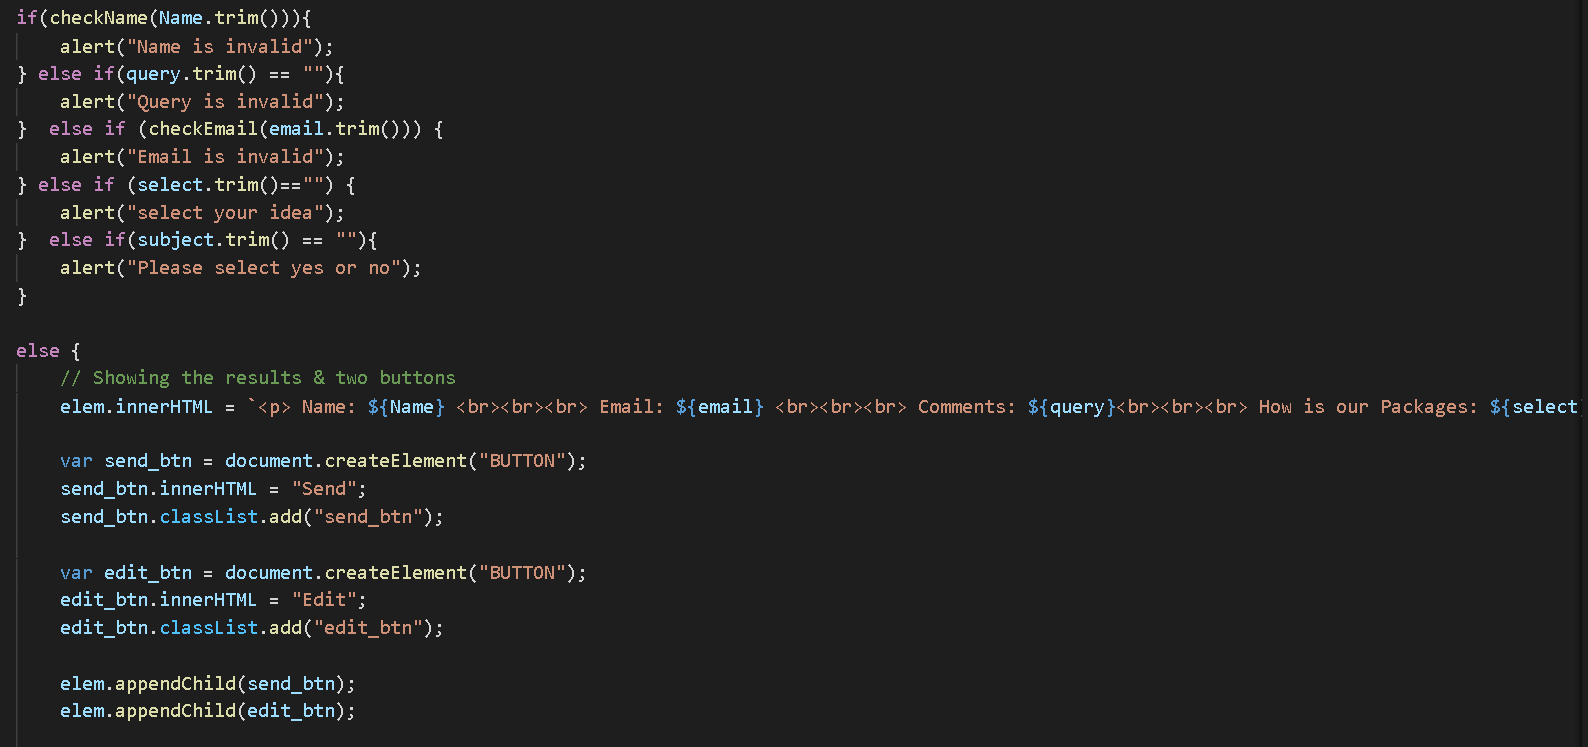 if(checkName(Name.trim())){
    alert("Name is invalid");
} else if(query.trim() == ""){
    alert("Query is invalid");
}  else if (checkEmail(email.trim())) {
    alert("Email is invalid");
} else if (select.trim()=="") {
    alert("select your idea");
}  else if(subject.trim() == ""){
    alert("Please select yes or no");
}
else {
    // Showing the results & two buttons
    elem.innerHTML = `<p> Name: ${Name} <br><br><br> Email: ${email} <br><br><br> Comments: ${query}<br><br><br> How is our Packages: ${select
    var send_btn = document.createElement("BUTTON");
    send_btn.innerHTML = "Send";
    send_btn.classList.add("send_btn");
    var edit_btn = document.createElement("BUTTON");
    edit_btn.innerHTML = "Edit";
    edit_btn.classList.add("edit_btn");
    elem.appendChild(send_btn);
    elem.appendChild(edit_btn);